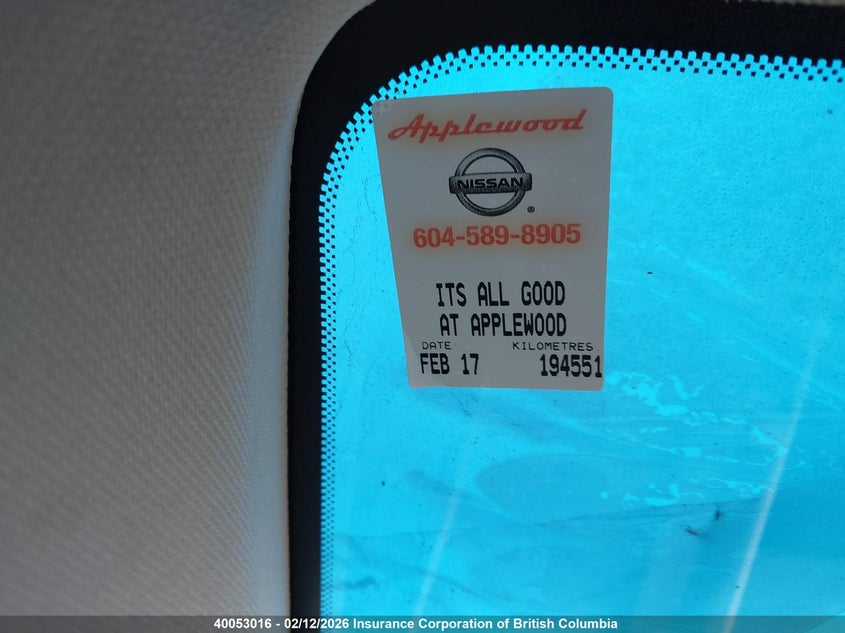 Applewood
NISSAN
®
604-589-8905
ITS ALL GOOD
AT APPLEWOOD
DATE KILOMETRES
FEB 17 194551
40053016 - 02/12/2026 Insurance Corporation of British Columbia